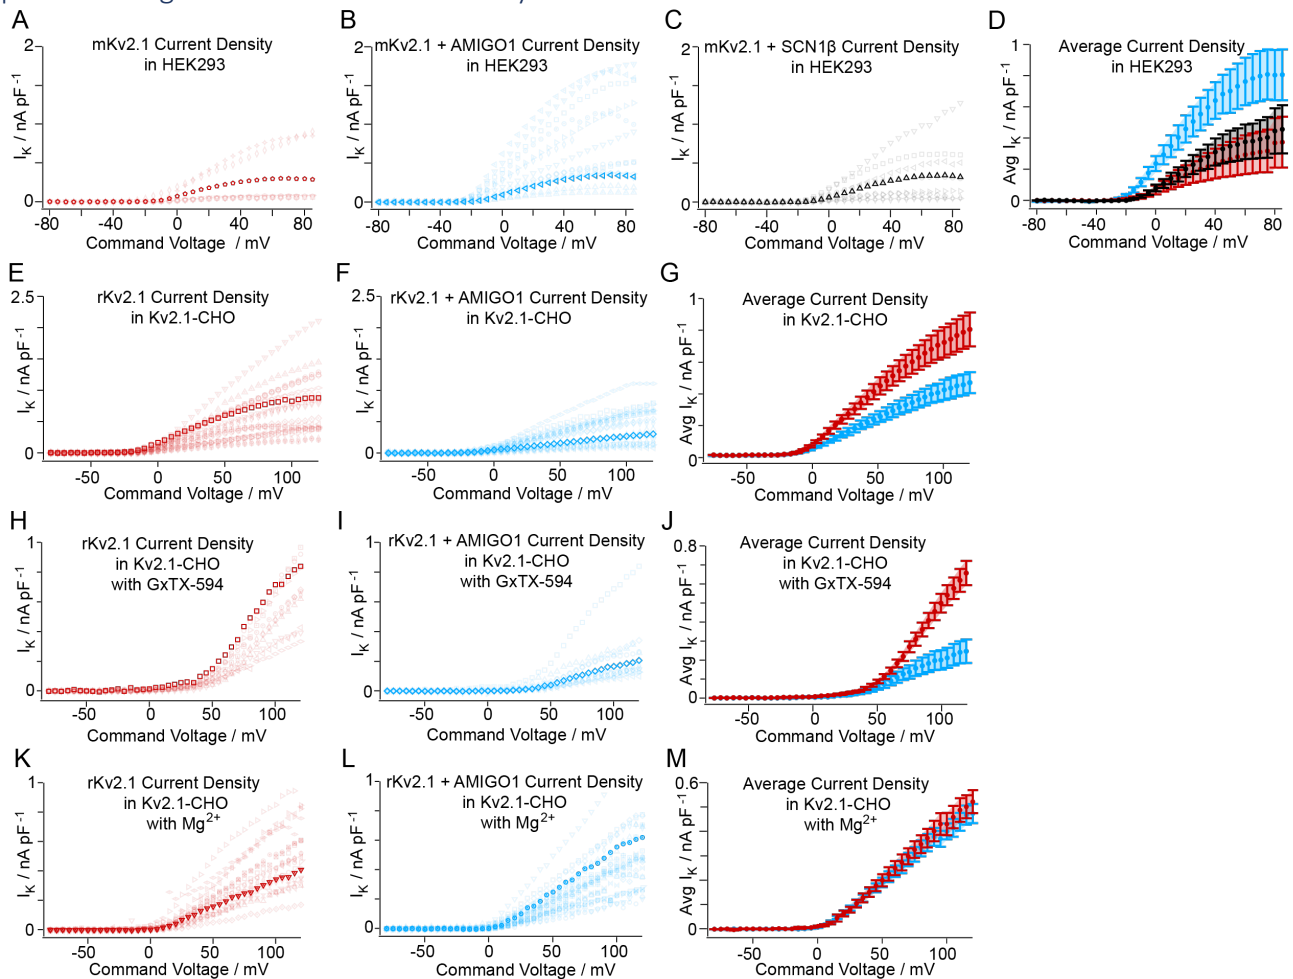 A
mKv2.1 Current Density
in HEK293
2
0
I_K / nA pF⁻¹
-80 -40 0 40 80
Command Voltage / mV
B
mKv2.1 + AMIGO1 Current Density
in HEK293
2
0
I_K / nA pF⁻¹
-80 -40 0 40 80
Command Voltage / mV
C
mKv2.1 + SCN1β Current Density
in HEK293
2
0
I_K / nA pF⁻¹
-80 -40 0 40 80
Command Voltage / mV
D
Average Current Density
in HEK293
1
0
Avg I_K / nA pF⁻¹
-80 -40 0 40 80
Command Voltage / mV
E
rKv2.1 Current Density
in Kv2.1-CHO
2.5
0
I_K / nA pF⁻¹
-50 0 50 100
Command Voltage / mV
F
rKv2.1 + AMIGO1 Current Density
in Kv2.1-CHO
2.5
0
I_K / nA pF⁻¹
-50 0 50 100
Command Voltage / mV
G
Average Current Density
in Kv2.1-CHO
1
0
Avg I_K / nA pF⁻¹
-50 0 50 100
Command Voltage / mV
H
rKv2.1 Current Density
in Kv2.1-CHO
with GxTX-594
1
0
I_K / nA pF⁻¹
-50 0 50 100
Command Voltage / mV
I
rKv2.1 + AMIGO1 Current Density
in Kv2.1-CHO
with GxTX-594
1
0
I_K / nA pF⁻¹
-50 0 50 100
Command Voltage / mV
J
Average Current Density
in Kv2.1-CHO
with GxTX-594
0.8
0
Avg I_K / nA pF⁻¹
-50 0 50 100
Command Voltage / mV
K
rKv2.1 Current Density
in Kv2.1-CHO
with Mg²⁺
1
0
I_K / nA pF⁻¹
-50 0 50 100
Command Voltage / mV
L
rKv2.1 + AMIGO1 Current Density
in Kv2.1-CHO
with Mg²⁺
1
0
I_K / nA pF⁻¹
-50 0 50 100
Command Voltage / mV
M
Average Current Density
in Kv2.1-CHO
with Mg²⁺
0.6
0
Avg I_K / nA pF⁻¹
-50 0 50 100
Command Voltage / mV